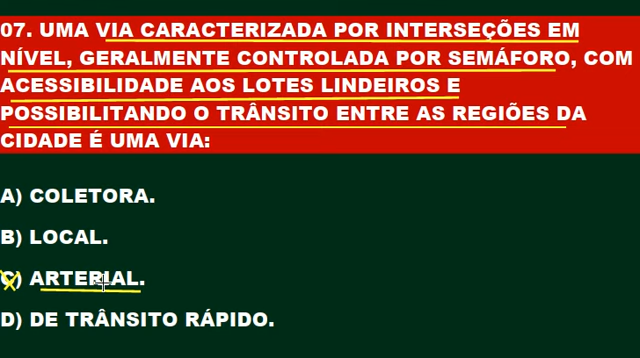 07. UMA VIA CARACTERIZADA POR INTERSEÇÕES EM
NÍVEL, GERALMENTE CONTROLADA POR SEMÁFORO, COM
ACESSIBILIDADE AOS LOTES LINDEIROS E
POSSIBILITANDO O TRÂNSITO ENTRE AS REGIÕES DA
CIDADE É UMA VIA:
A) COLETORA.
B) LOCAL.
C) ARTERIAL.
D) DE TRÂNSITO RÁPIDO.